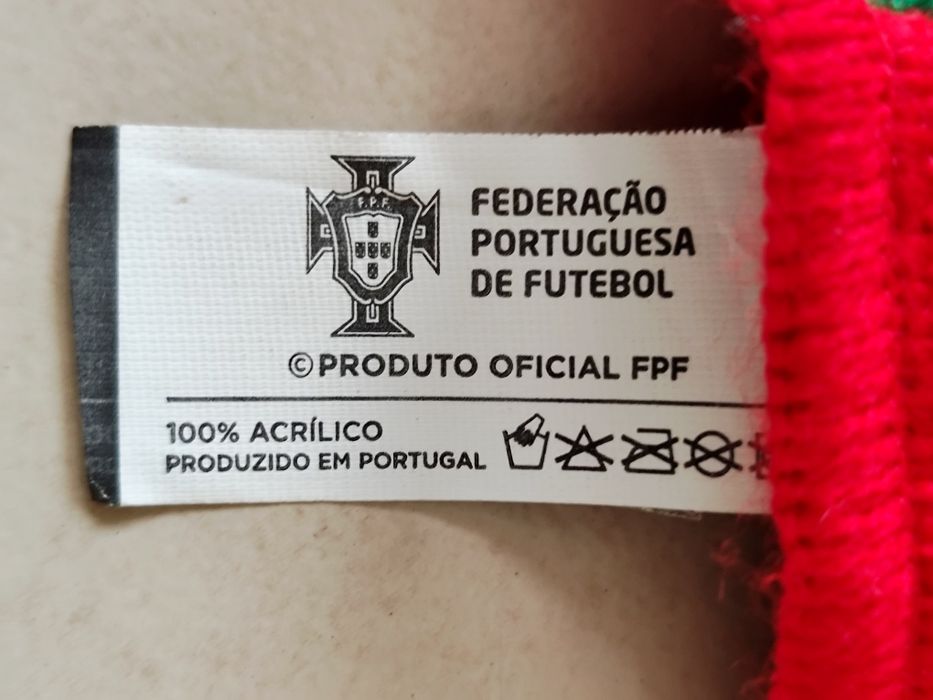 F.P.F.
FEDERAÇÃO
PORTUGUESA
DE FUTEBOL
©PRODUTO OFICIAL FPF
100% ACRÍLICO
PRODUZIDO EM PORTUGAL